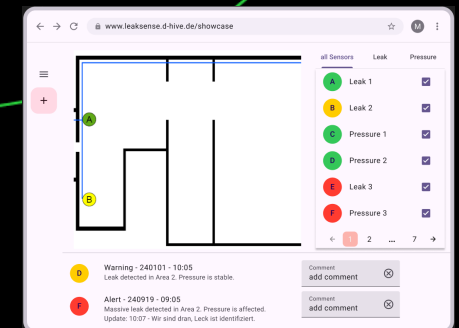 www.leaksense.d-hive.de/showcase
M
all Sensors Leak Pressure
A Leak 1
B Leak 2
C Pressure 1
D Pressure 2
E Leak 3
F Pressure 3
1 2 ... 7
+
A
B
D Warning - 240101 - 10:05
Leak detected in Area 2. Pressure is stable.
Comment
add comment
F Alert - 240919 - 09:05
Massive leak detected in Area 2. Pressure is affected.
Update: 10:07 - Wir sind dran, Leck ist identifiziert.
Comment
add comment